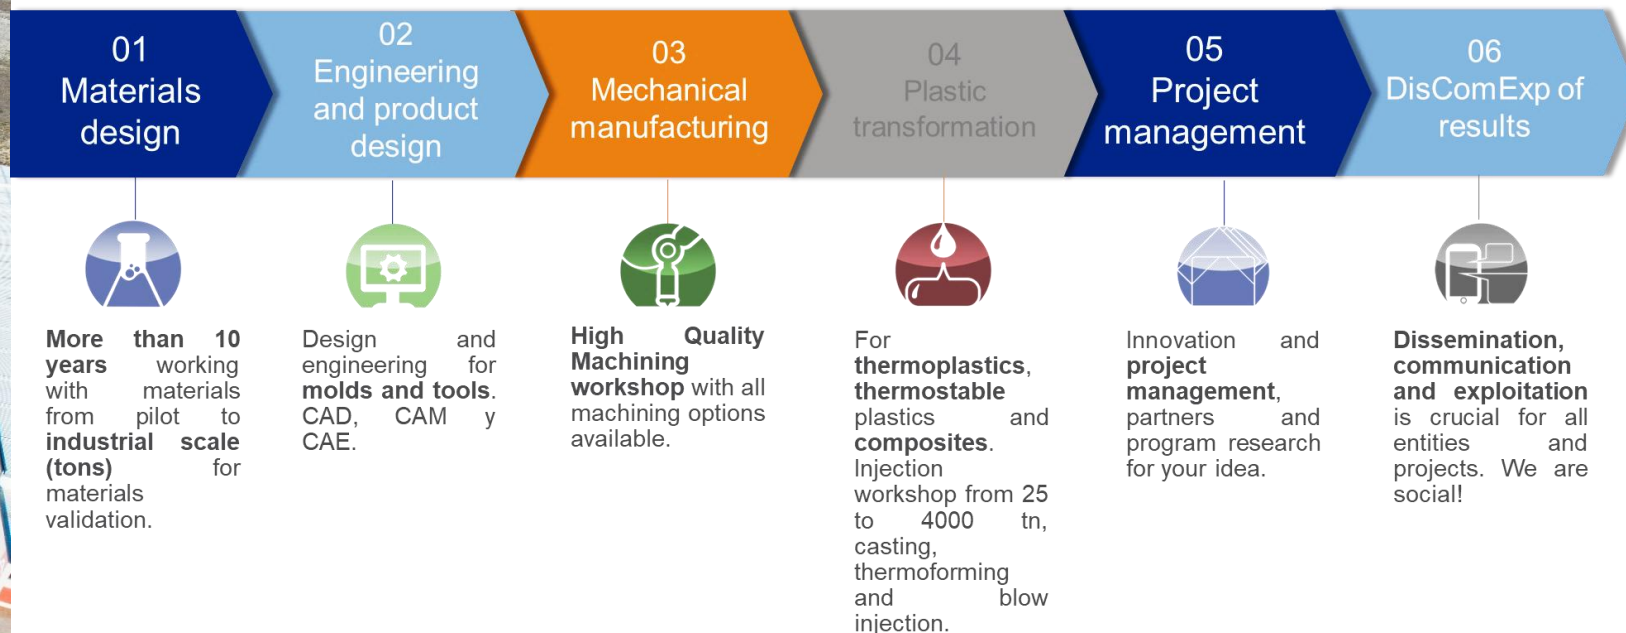 01
Materials
design
02
Engineering
and product
design
03
Mechanical
manufacturing
04
Plastic
transformation
05
Project
management
06
DisComExp of
results
More than 10
years working
with materials
from pilot to
industrial scale
(tons) for
materials
validation.
Design and
engineering for
molds and tools.
CAD, CAM y
CAE.
High Quality
Machining
workshop with all
machining options
available.
For
thermoplastics,
thermostable
plastics and
composites.
Injection
workshop from 25
to 4000 tn,
casting,
thermoforming
and blow
injection.
Innovation and
project
management,
partners and
program research
for your idea.
Dissemination,
communication
and exploitation
is crucial for all
entities and
projects. We are
social!